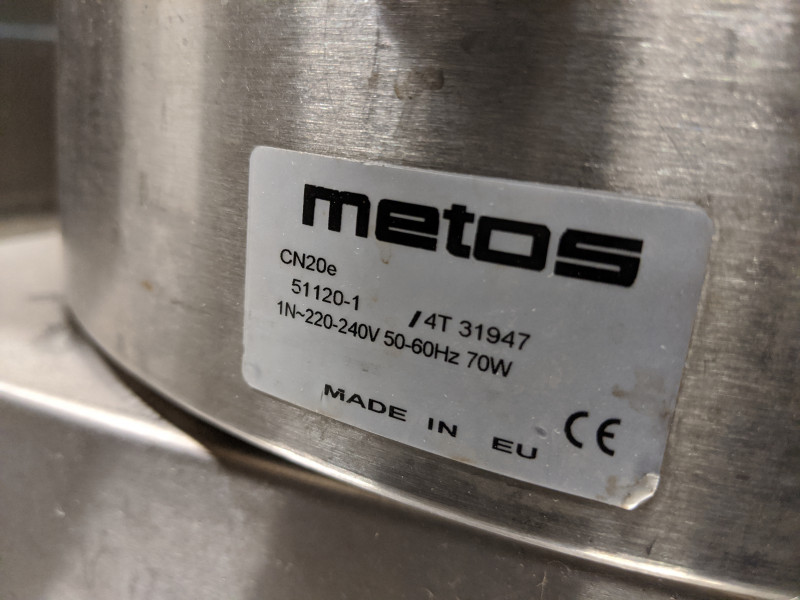 metos
CN20e
51120-1 /4T 31947
1N~220-240V 50-60Hz 70W
MADE IN EU CE